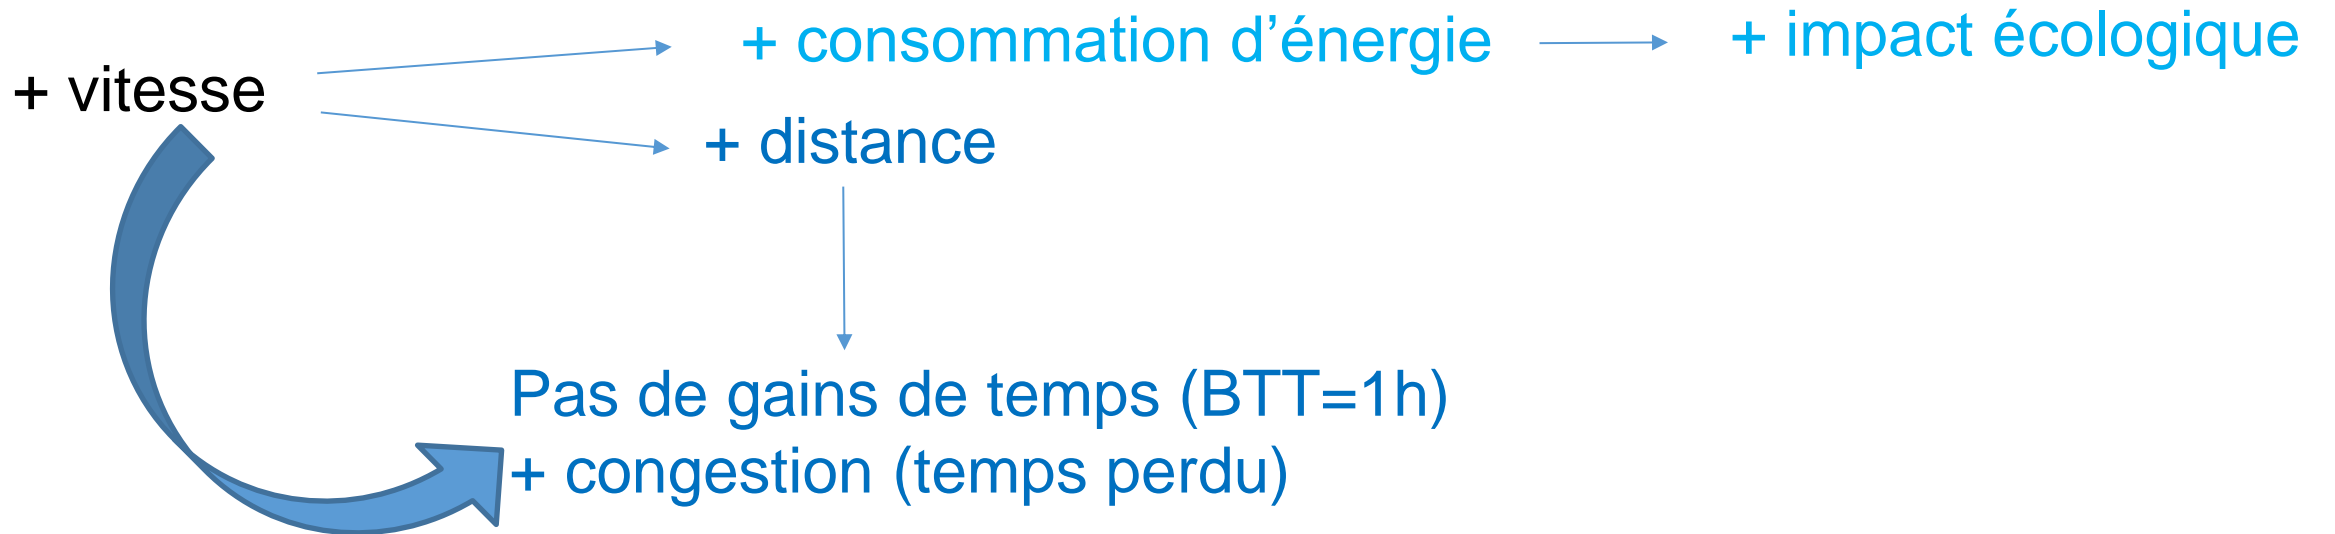 + consommation d’énergie
+ impact écologique
+ vitesse
+ distance
Pas de gains de temps (BTT=1h)
+ congestion (temps perdu)